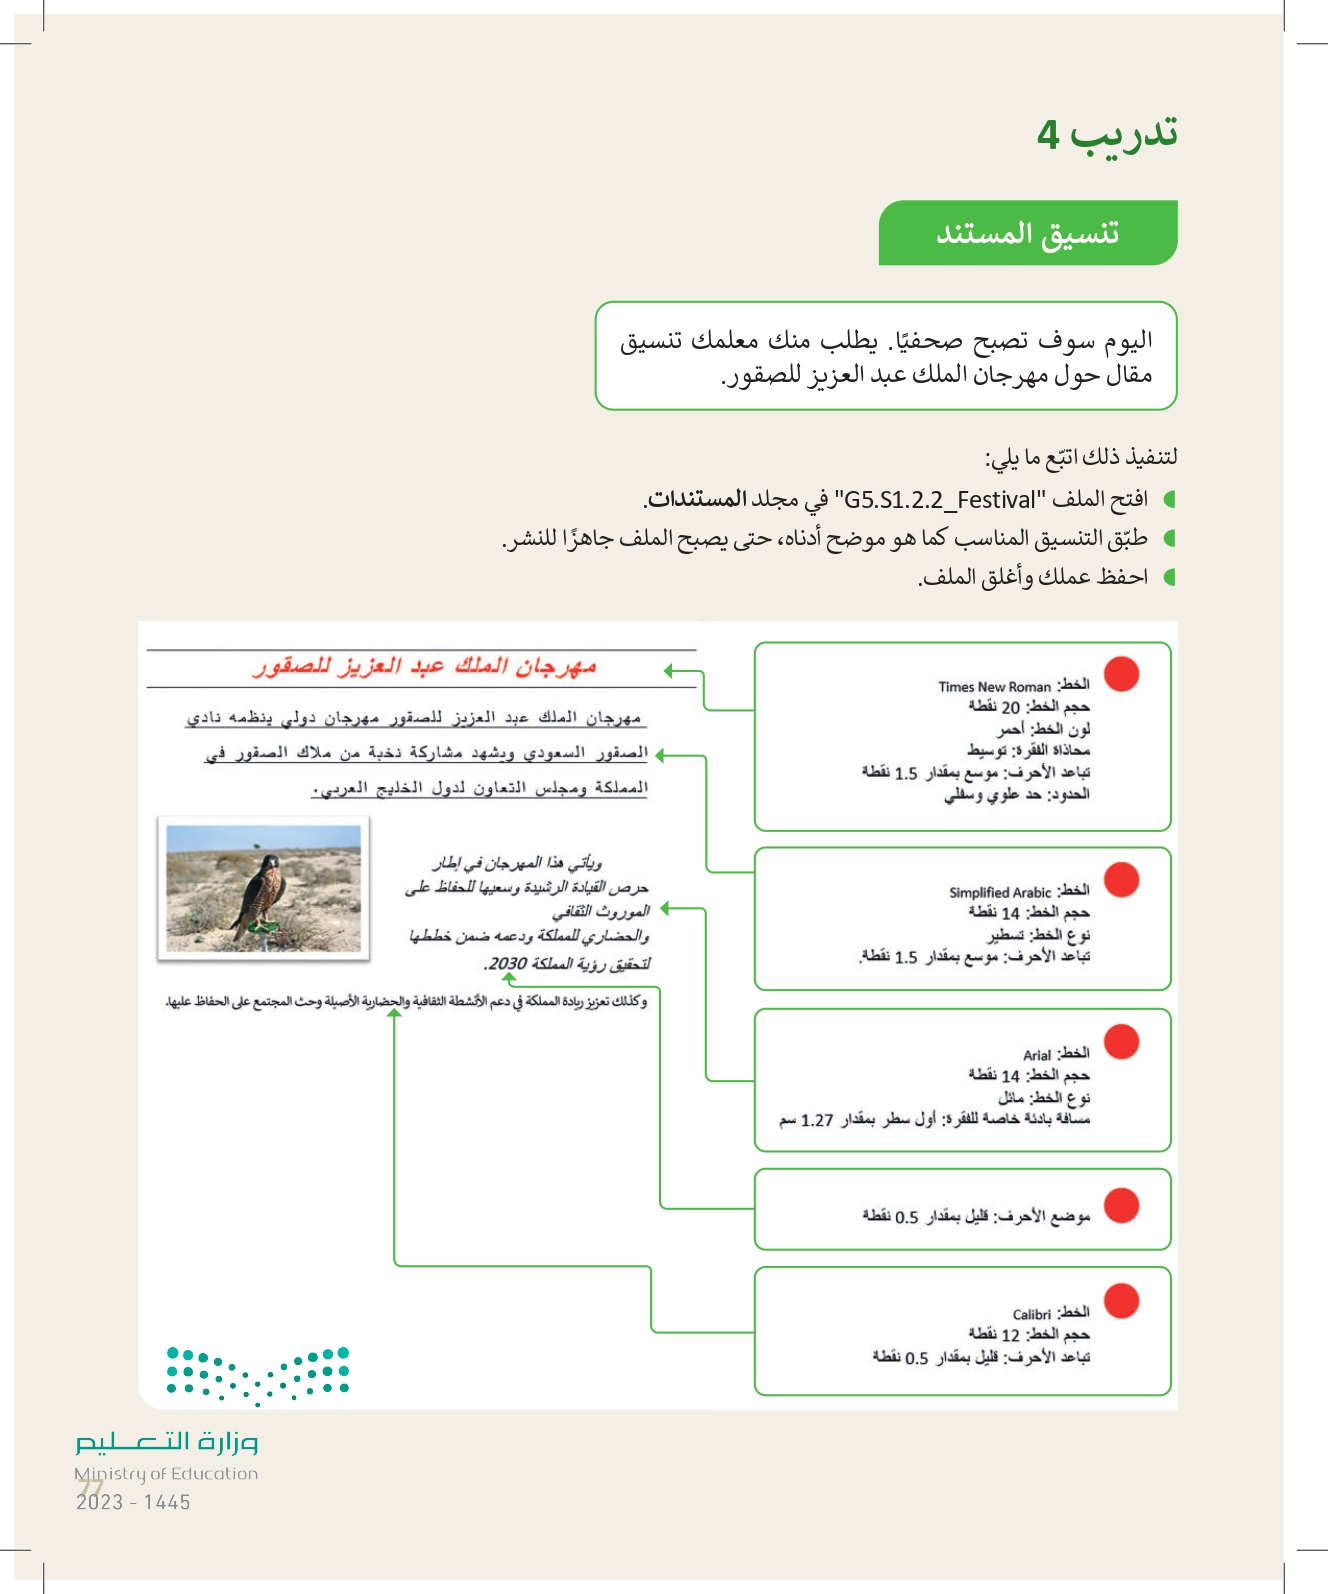 تدريب 4
تنسيق المستند
اليوم سوف تصبح صحفيًا. يطلب منك معلمك تنسيق
مقال حول مهرجان الملك عبد العزيز للصقور.
لتنفيذ ذلك اتبّع ما يلي:
افتح الملف "G5.S1.2.2_Festival" في مجلد المستندات.
طبّق التنسيق المناسب كما هو موضح أدناه، حتى يصبح الملف جاهزًا للنشر.
احفظ عملك وأغلق الملف.
الخط: Times New Roman
حجم الخط: 20 نقطة
لون الخط: أحمر
محاذاة الفقرة: توسيط
تباعد الأحرف: موسع بمقدار 1.5 نقطة
الحدود: حد علوي وسفلي
الخط: Simplified Arabic
حجم الخط: 14 نقطة
نوع الخط: تسطير
تباعد الأحرف: موسع بمقدار 1.5 نقطة.
الخط: Arial
حجم الخط: 14 نقطة
نوع الخط: مائل
مسافة بادئة خاصة للفقرة: أول سطر بمقدار 1.27 سم
موضع الأحرف: قليل بمقدار 0.5 نقطة
الخط: Calibri
حجم الخط: 12 نقطة
تباعد الأحرف: قليل بمقدار 0.5 نقطة
مهرجان الملك عبد العزيز للصقور
مهرجان الملك عبد العزيز للصقور مهرجان دولي ينظمه نادي
الصقور السعودي ويشهد مشاركة نخبة من ملاك الصقور في
المملكة ومجلس التعاون لدول الخليج العربي.
ويأتي هذا المهرجان في إطار
حرص القيادة الرشيدة وسعيها للحفاظ على
الموروث الثقافي
والحضاري للمملكة ودعمه ضمن خططها
لتحقيق رؤية المملكة 2030.
وكذلك تعزيز ريادة المملكة في دعم الأنشطة الثقافية والحضارية الأصيلة وحث المجتمع على الحفاظ عليها.
وزارة التعليم
Ministry of Education
77
2023 - 1445